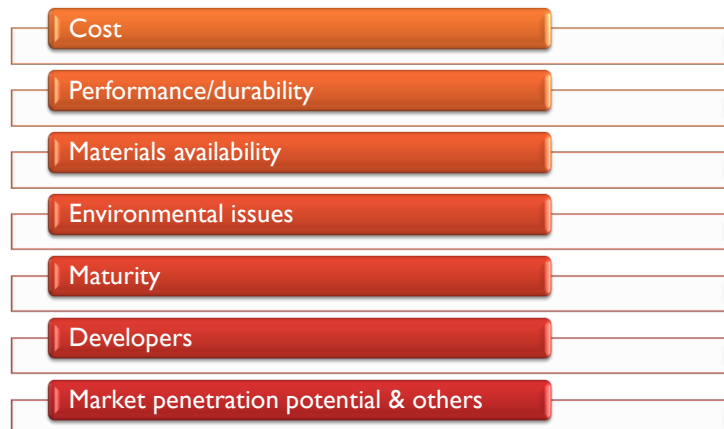 Cost
Performance/durability
Materials availability
Environmental issues
Maturity
Developers
Market penetration potential & others